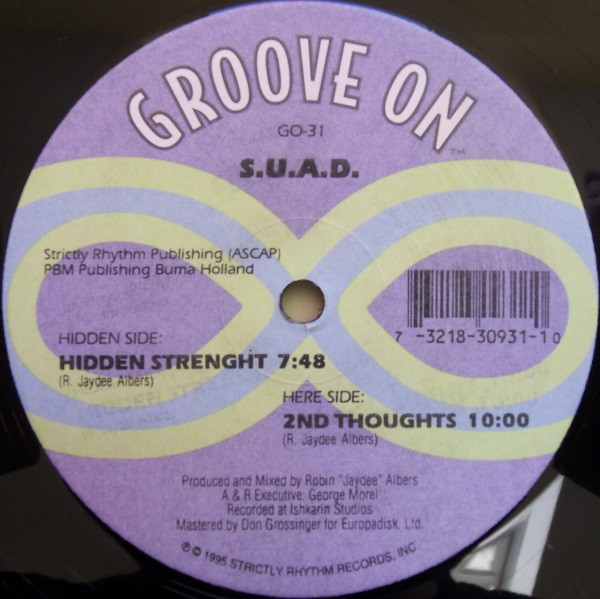 GROOVE ON™
GO-31
S.U.A.D.
Strictly Rhythm Publishing (ASCAP)
PBM Publishing Buma Holland
7 -3218-30931-1 0
HIDDEN SIDE:
HIDDEN STRENGHT 7:48
(R. Jaydee Albers)
HERE SIDE:
2ND THOUGHTS 10:00
(R. Jaydee Albers)
Produced and Mixed by Robin "Jaydee" Albers
A & R Executive: George Morel
Recorded at Ishkarin Studios
Mastered by Don Grossinger for Europadisk, Ltd.
℗ © 1995 STRICTLY RHYTHM RECORDS, INC.